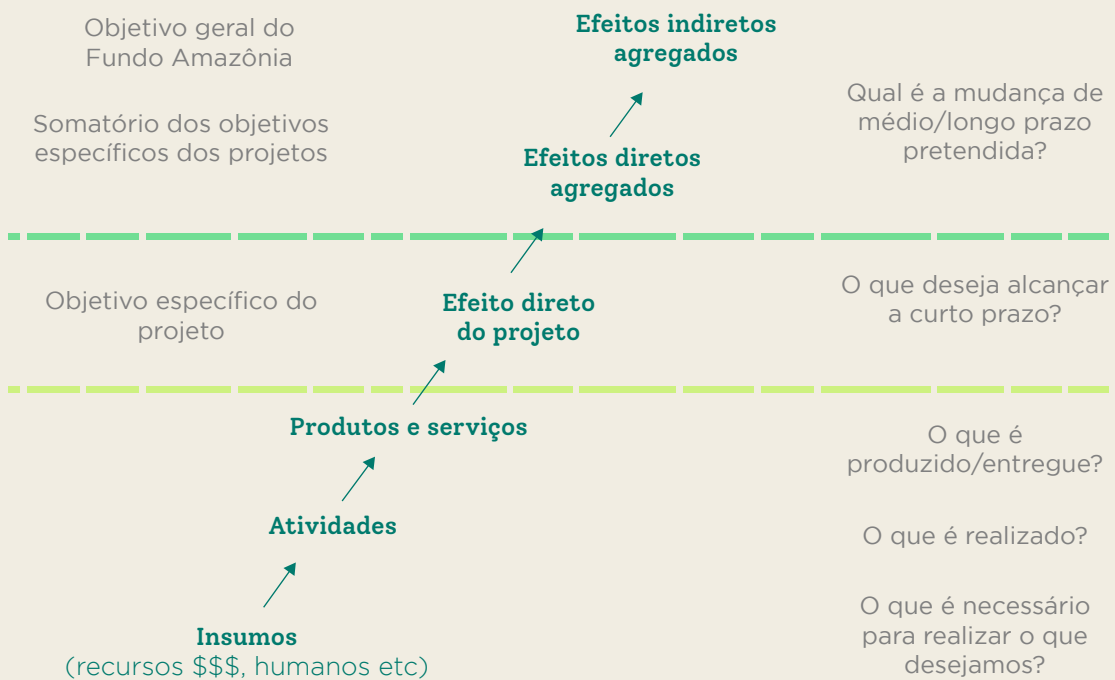 Objetivo geral do
Fundo Amazônia
Efeitos indiretos
agregados
Somatório dos objetivos
específicos dos projetos
Efeitos diretos
agregados
Qual é a mudança de
médio/longo prazo
pretendida?
Objetivo específico do
projeto
Efeito direto
do projeto
O que deseja alcançar
a curto prazo?
Produtos e serviços
O que é
produzido/entregue?
Atividades
O que é realizado?
Insumos
(recursos $$$, humanos etc)
O que é necessário
para realizar o que
desejamos?